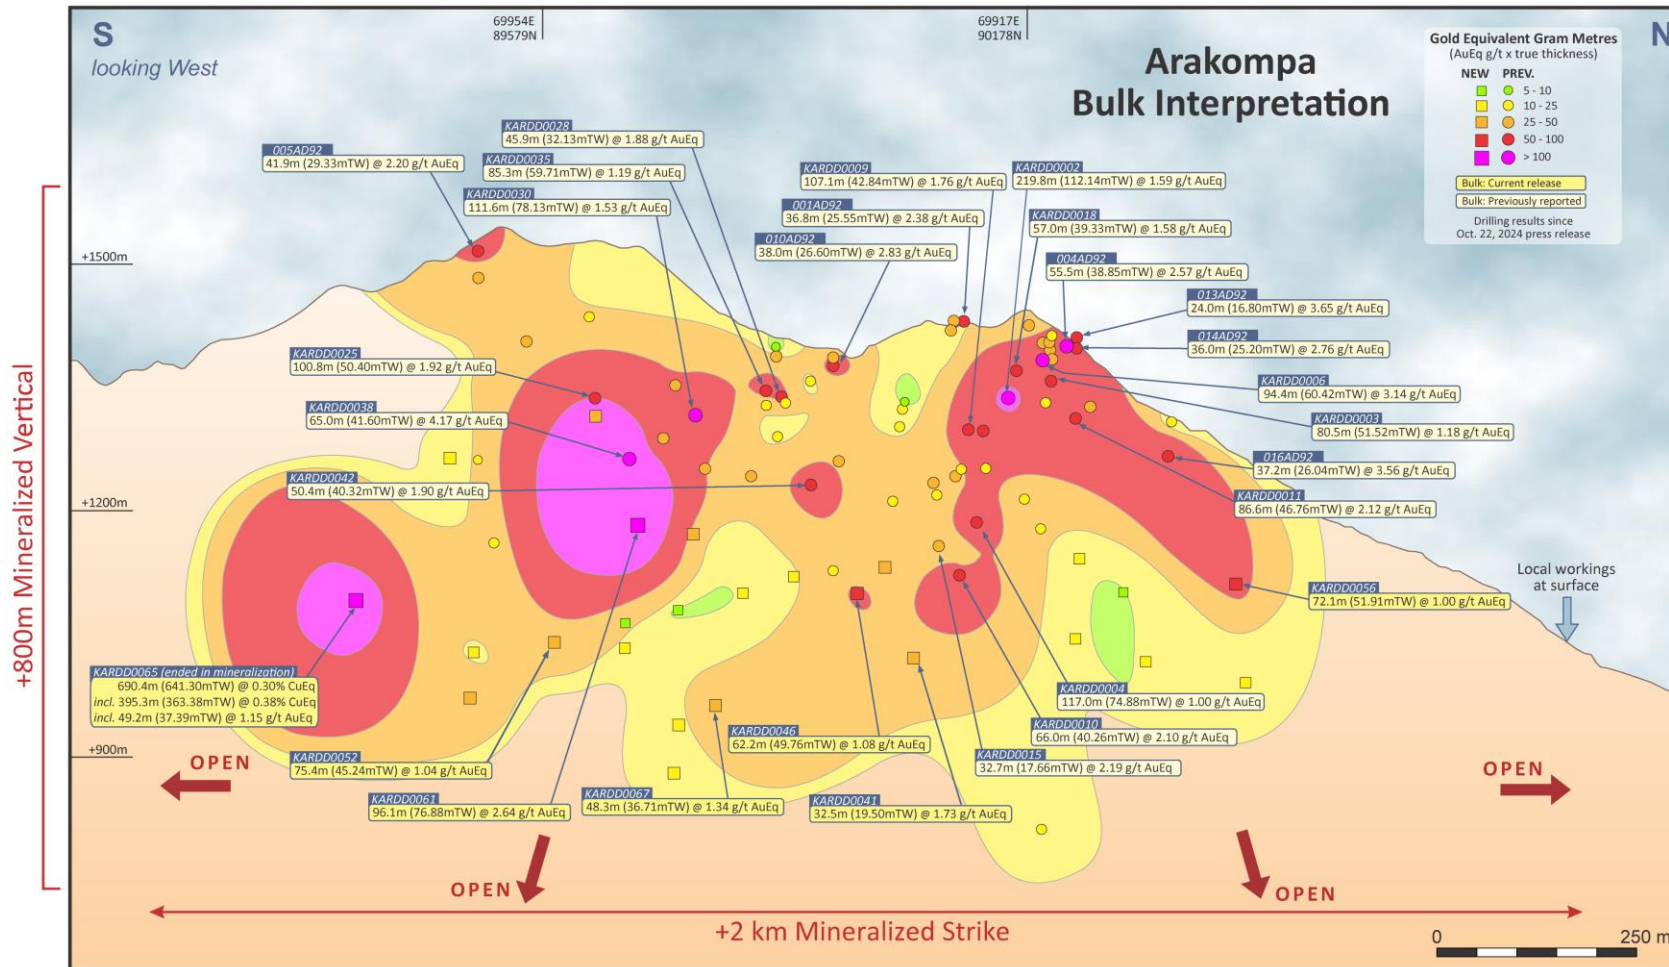 S
looking West
69954E
89579N
69917E
90178N
N
Arakompa
Bulk Interpretation
Gold Equivalent Gram Metres
(AuEq g/t x true thickness)
NEW PREV.
5 - 10
10 - 25
25 - 50
50 - 100
> 100
Bulk: Current release
Bulk: Previously reported
Drilling results since
Oct. 22, 2024 press release
KARDD0028
45.9m (32.13mTW) @ 1.88 g/t AuEq
005AD92
41.9m (29.33mTW) @ 2.20 g/t AuEq
KARDD0035
85.3m (59.71mTW) @ 1.19 g/t AuEq
KARDD0030
111.6m (78.13mTW) @ 1.53 g/t AuEq
KARDD0009
107.1m (42.84mTW) @ 1.76 g/t AuEq
KARDD0002
219.8m (112.14mTW) @ 1.59 g/t AuEq
001AD92
36.8m (25.55mTW) @ 2.38 g/t AuEq
KARDD0018
57.0m (39.33mTW) @ 1.58 g/t AuEq
010AD92
38.0m (26.60mTW) @ 2.83 g/t AuEq
004AD92
55.5m (38.85mTW) @ 2.57 g/t AuEq
013AD92
24.0m (16.80mTW) @ 3.65 g/t AuEq
014AD92
36.0m (25.20mTW) @ 2.76 g/t AuEq
KARDD0006
94.4m (60.42mTW) @ 3.14 g/t AuEq
KARDD0003
80.5m (51.52mTW) @ 1.18 g/t AuEq
016AD92
37.2m (26.04mTW) @ 3.56 g/t AuEq
KARDD0011
86.6m (46.76mTW) @ 2.12 g/t AuEq
+1500m
KARDD0025
100.8m (50.40mTW) @ 1.92 g/t AuEq
KARDD0038
65.0m (41.60mTW) @ 4.17 g/t AuEq
KARDD0042
50.4m (40.32mTW) @ 1.90 g/t AuEq
+1200m
+800m Mineralized Vertical
Local workings
at surface
KARDD0056
72.1m (51.91mTW) @ 1.00 g/t AuEq
KARDD0065 (ended in mineralization)
690.4m (641.30mTW) @ 0.30% CuEq
incl. 395.3m (363.38mTW) @ 0.38% CuEq
incl. 49.2m (37.39mTW) @ 1.15 g/t AuEq
KARDD0004
117.0m (74.88mTW) @ 1.00 g/t AuEq
KARDD0010
66.0m (40.26mTW) @ 2.10 g/t AuEq
KARDD0046
62.2m (49.76mTW) @ 1.08 g/t AuEq
KARDD0015
32.7m (17.66mTW) @ 2.19 g/t AuEq
+900m
KARDD0052
75.4m (45.24mTW) @ 1.04 g/t AuEq
OPEN
OPEN
KARDD0061
96.1m (76.88mTW) @ 2.64 g/t AuEq
KARDD0067
48.3m (36.71mTW) @ 1.34 g/t AuEq
KARDD0041
32.5m (19.50mTW) @ 1.73 g/t AuEq
OPEN
OPEN
+2 km Mineralized Strike
0 250 m